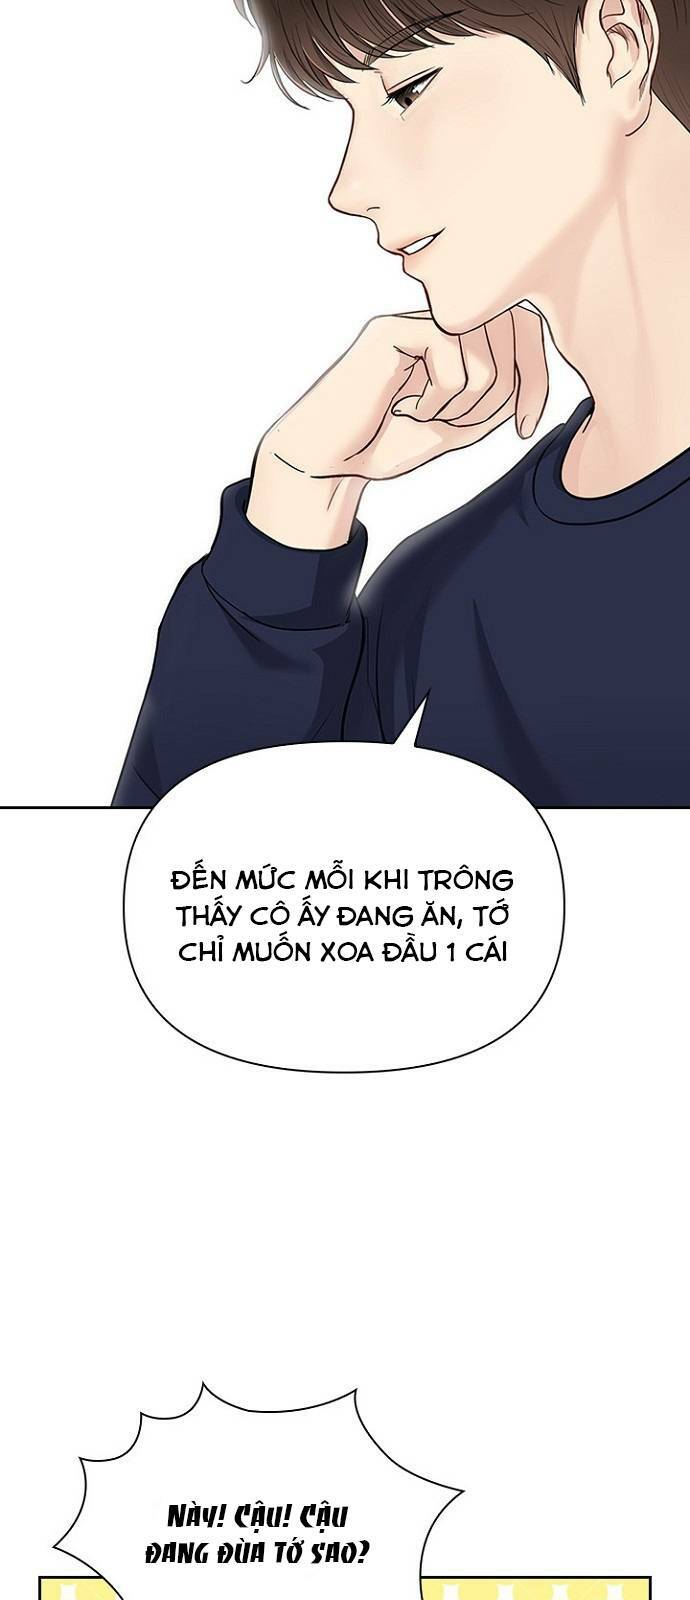 ĐẾN MỨC MỖI KHI TRÔNG
THẤY CÔ ẤY ĐANG ĂN, TỚ
CHỈ MUỐN XOA ĐẦU 1 CÁI
NÀY! CẬU! CẬU
ĐANG ĐÙA TỚ SAO?